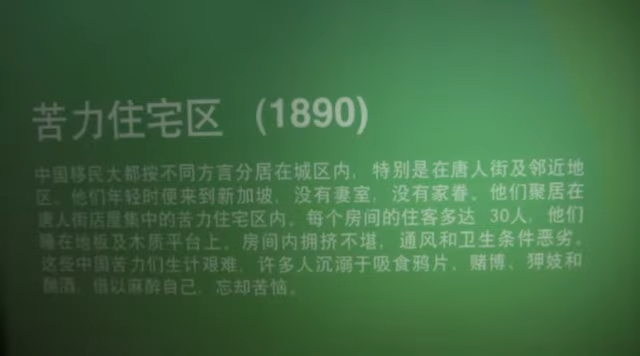 苦力住宅区 (1890)
中国移民大都按不同方言分居在城区内，特别是在唐人街及邻近地
区。他们年轻时便来到新加坡，没有妻室，没有家眷。他们聚居在
唐人街店屋集中的苦力住宅区内。每个房间的住客多达 30人，他们
睡在地板及木质平台上。房间内拥挤不堪，通风和卫生条件恶劣。
这些中国苦力们生计艰难，许多人沉溺于吸食鸦片、赌博、狎妓和
酗酒，借以麻醉自己，忘却苦恼。